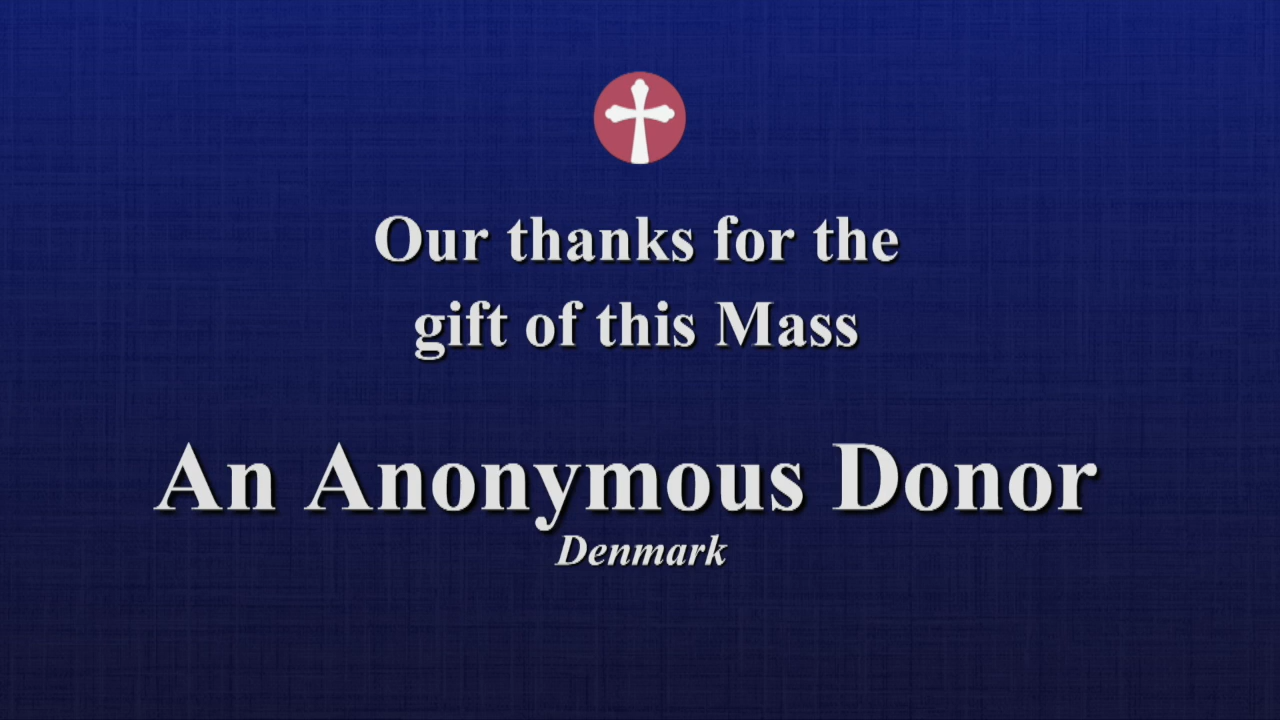 Our thanks for the
gift of this Mass
An Anonymous Donor
Denmark